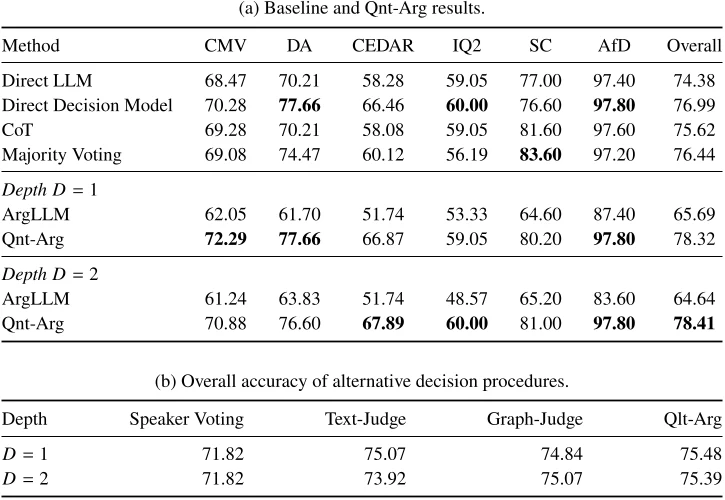 (a) Baseline and Qnt-Arg results.
Method CMV DA CEDAR IQ2 SC AfD Overall
Direct LLM 68.47 70.21 58.28 59.05 77.00 97.40 74.38
Direct Decision Model 70.28 77.66 66.46 60.00 76.60 97.80 76.99
CoT 69.28 70.21 58.08 59.05 81.60 97.60 75.62
Majority Voting 69.08 74.47 60.12 56.19 83.60 97.20 76.44
Depth D = 1
ArgLLM 62.05 61.70 51.74 53.33 64.60 87.40 65.69
Qnt-Arg 72.29 77.66 66.87 59.05 80.20 97.80 78.32
Depth D = 2
ArgLLM 61.24 63.83 51.74 48.57 65.20 83.60 64.64
Qnt-Arg 70.88 76.60 67.89 60.00 81.00 97.80 78.41
(b) Overall accuracy of alternative decision procedures.
Depth Speaker Voting Text-Judge Graph-Judge Qlt-Arg
D = 1 71.82 75.07 74.84 75.48
D = 2 71.82 73.92 75.07 75.39